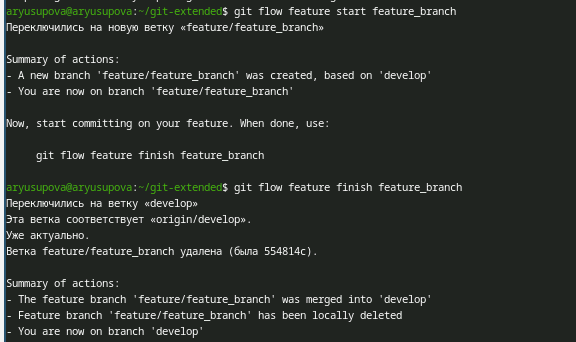 aryusupova@aryusupova:~/git-extended$ git flow feature start feature_branch
Переключились на новую ветку «feature/feature_branch»
Summary of actions:
- A new branch 'feature/feature_branch' was created, based on 'develop'
- You are now on branch 'feature/feature_branch'
Now, start committing on your feature. When done, use:
git flow feature finish feature_branch
aryusupova@aryusupova:~/git-extended$ git flow feature finish feature_branch
Переключились на ветку «develop»
Эта ветка соответствует «origin/develop».
Уже актуально.
Ветка feature/feature_branch удалена (была 554814c).
Summary of actions:
- The feature branch 'feature/feature_branch' was merged into 'develop'
- Feature branch 'feature/feature_branch' has been locally deleted
- You are now on branch 'develop'